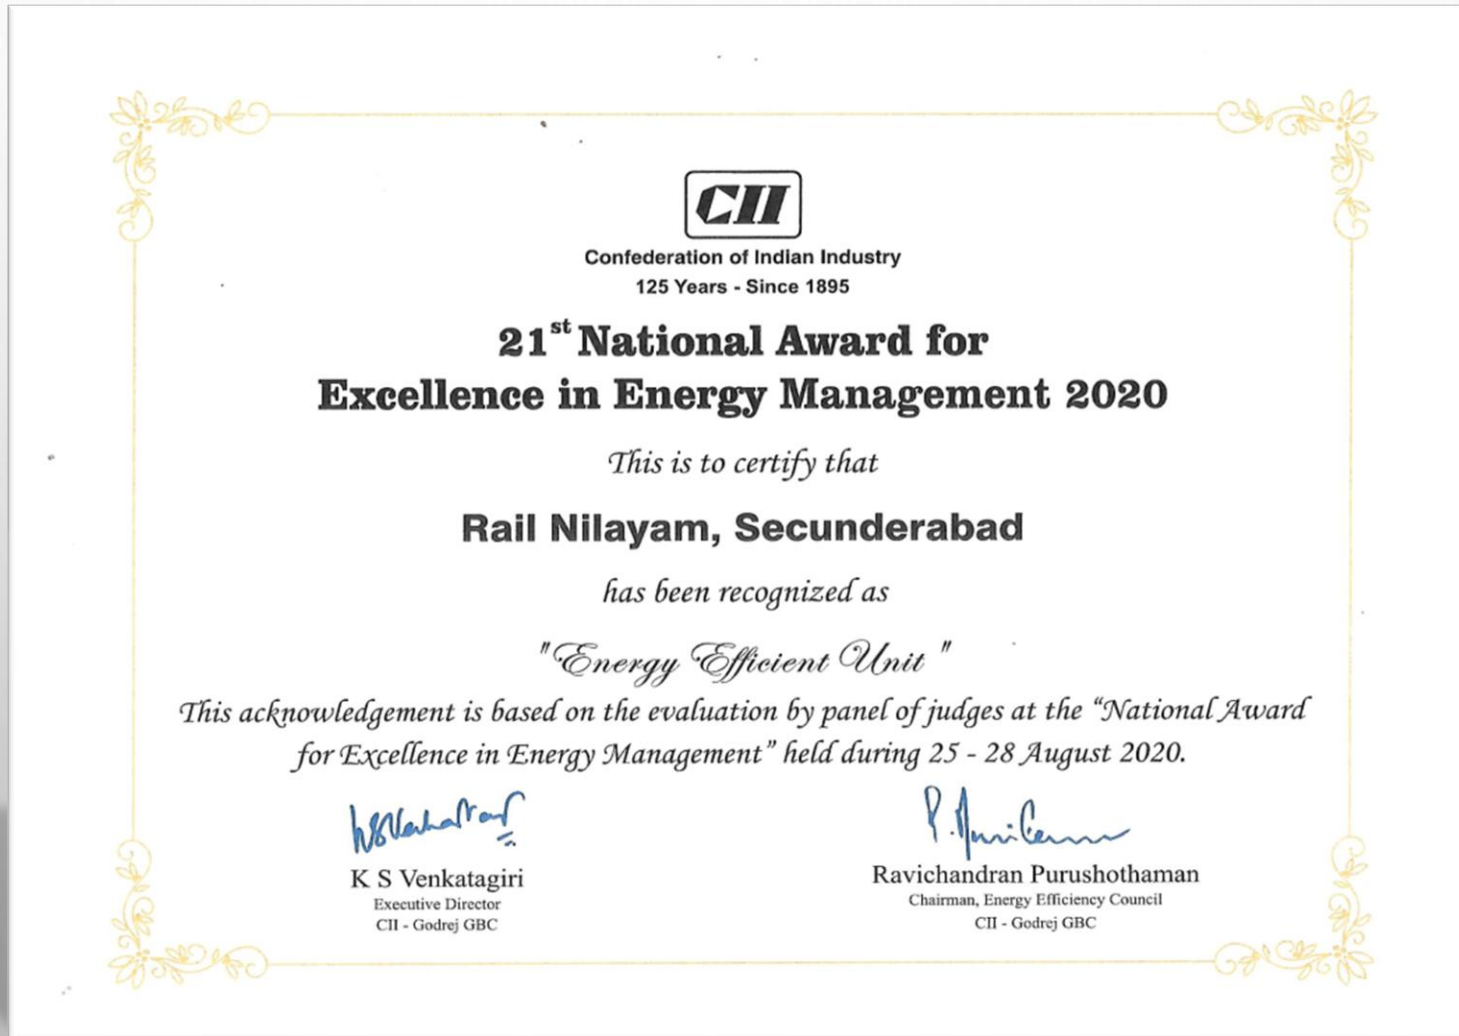 CII
Confederation of Indian Industry
125 Years - Since 1895
21st National Award for
Excellence in Energy Management 2020
This is to certify that
Rail Nilayam, Secunderabad
has been recognized as
"Energy Efficient Unit "
This acknowledgement is based on the evaluation by panel of judges at the “National Award
for Excellence in Energy Management” held during 25 - 28 August 2020.
K S Venkatagiri
Executive Director
CII - Godrej GBC
Ravichandran Purushothaman
Chairman, Energy Efficiency Council
CII - Godrej GBC